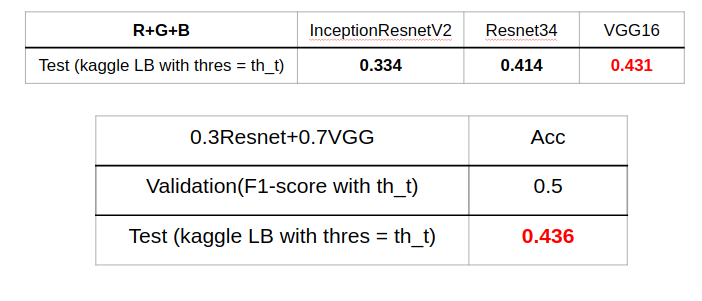 R+G+B InceptionResnetV2 Resnet34 VGG16
Test (kaggle LB with thres = th_t) 0.334 0.414 0.431
0.3Resnet+0.7VGG Acc
Validation(F1-score with th_t) 0.5
Test (kaggle LB with thres = th_t) 0.436